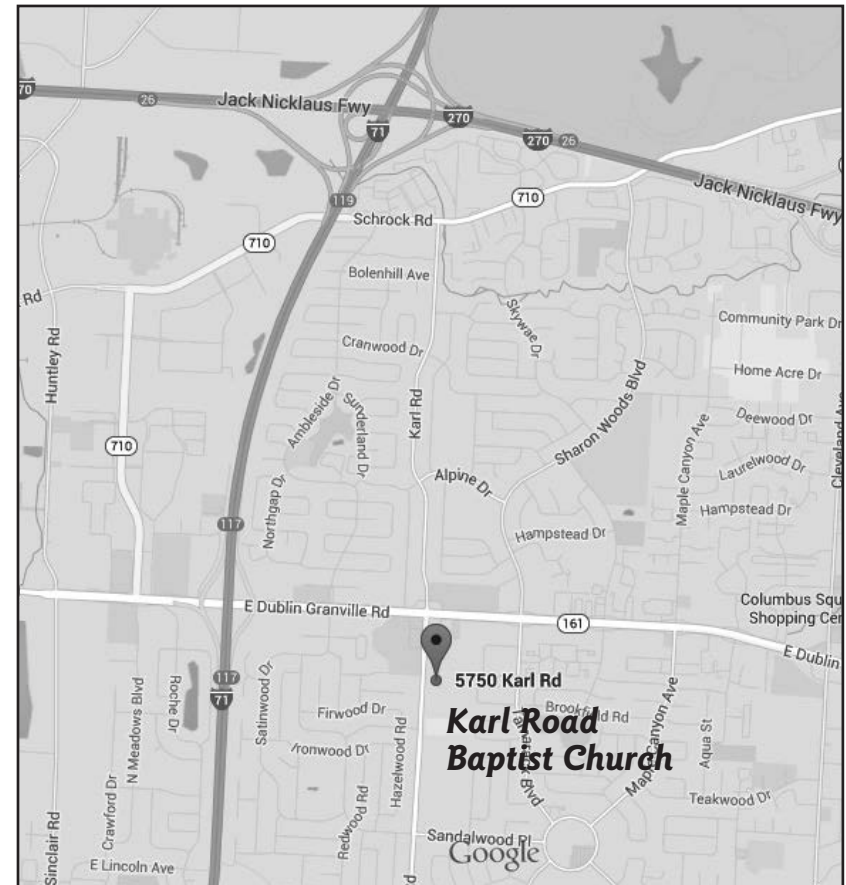 70
26
Jack Nicklaus Fwy
71
270
270
26
Jack Nicklaus Fwy
119
Schrock Rd
710
710
Bolenhill Ave
Rd
Skywae Dr
Community Park Dr
Huntley Rd
Cranwood Dr
Home Acre Dr
Ambleside Dr
Sunderland Dr
Karl Rd
Sharon Woods Blvd
Deewood Dr
710
Maple Canyon Ave
Laurelwood Dr
Cleveland Ave
Alpine Dr
Northgap Dr
Hampstead Dr
117
Hampstead Dr
E Dublin Granville Rd
161
Columbus Squ
Shopping Cen
E Dublin
117
71
5750 Karl Rd
N Meadows Blvd
Roche Dr
Satinwood Dr
Firwood Dr
Hazelwood Rd
Karl Road
Baptist Church
Brookfield Rd
Maple Canyon Ave
Aqua St
Ironwood Dr
Blvd
Teakwood Dr
Crawford Dr
Redwood Rd
Sinclair Rd
Sandalwood Pl
Google
E Lincoln Ave
d